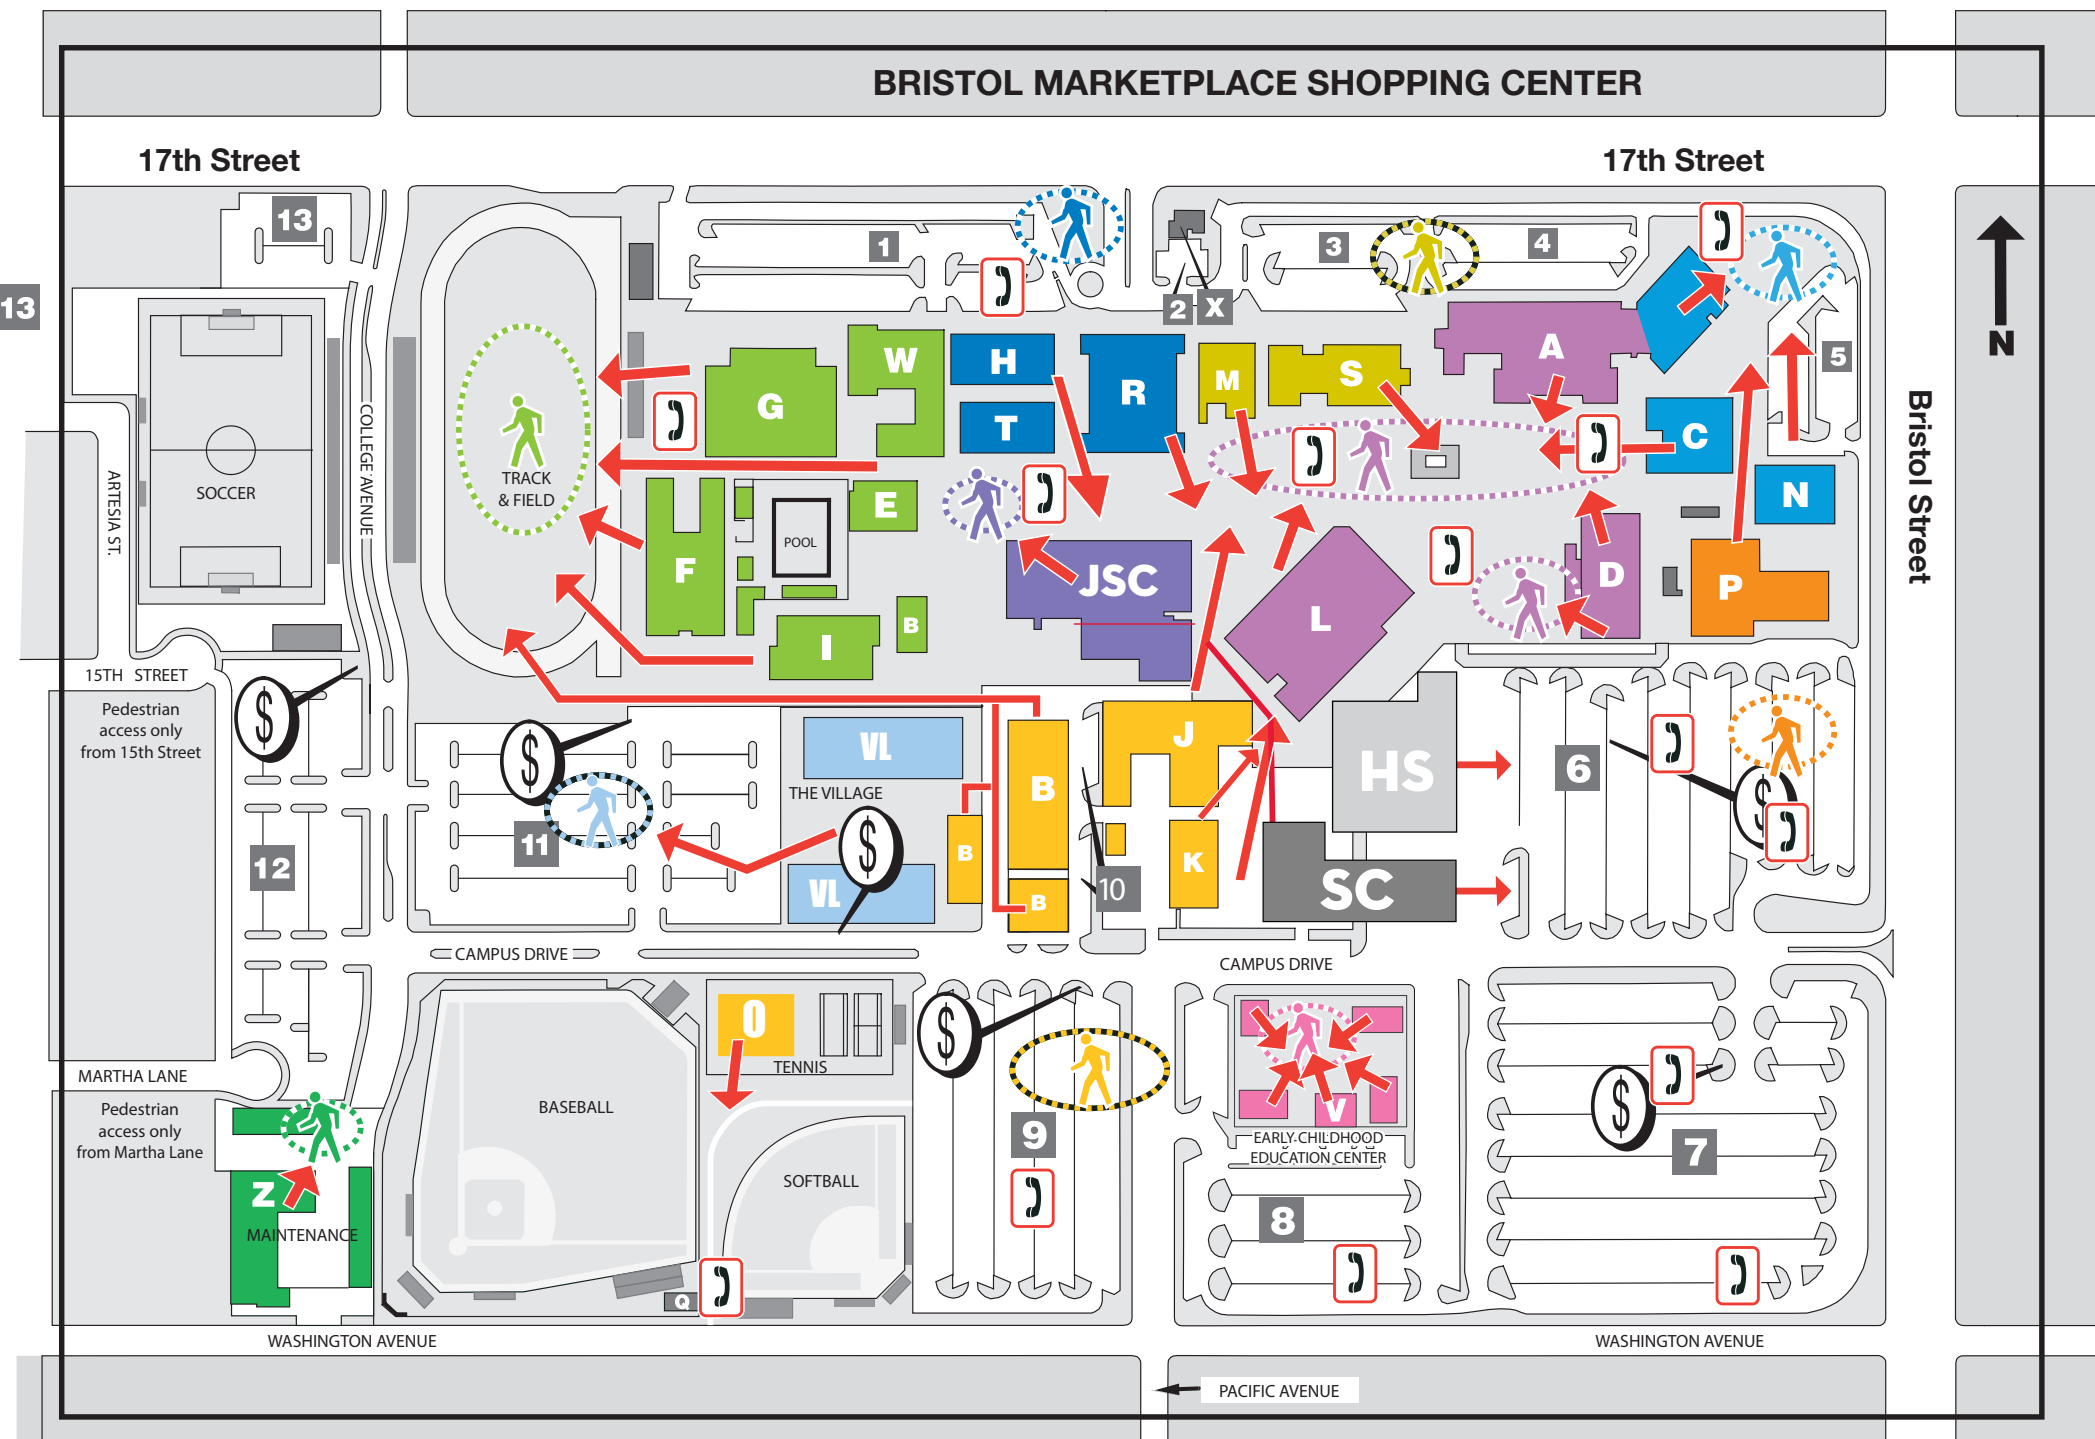 BRISTOL MARKETPLACE SHOPPING CENTER
17th Street
17th Street
13
1
3
4
2
X
13
5
N
W
H
R
M
S
A
G
T
C
TRACK
& FIELD
SOCCER
COLLEGE AVENUE
ARTESIA ST.
Bristol Street
E
N
POOL
F
JSC
D
P
L
B
I
15TH STREET
Pedestrian
access only
from 15th Street
$
$
VL
THE VILLAGE
B
J
HS
6
$
11
12
$
VL
B
B
10
K
SC
CAMPUS DRIVE
CAMPUS DRIVE
O
TENNIS
$
MARTHA LANE
Pedestrian
access only
from Martha Lane
BASEBALL
9
V
EARLY CHILDHOOD
EDUCATION CENTER
$
7
SOFTBALL
Z
MAINTENANCE
8
Q
WASHINGTON AVENUE
WASHINGTON AVENUE
PACIFIC AVENUE